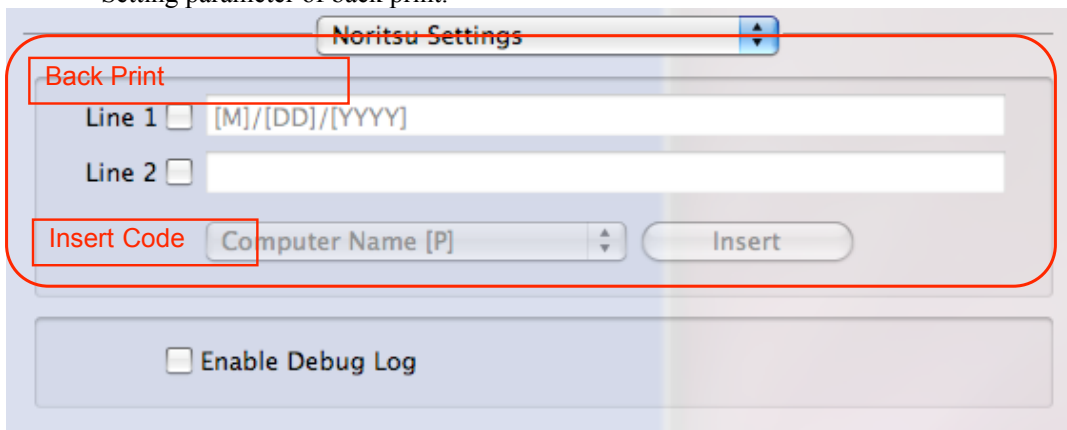 Setting parameter of back print.
Noritsu Settings
Back Print
Line 1 [M]/[DD]/[YYYY]
Line 2
Insert Code Computer Name [P] Insert
Enable Debug Log